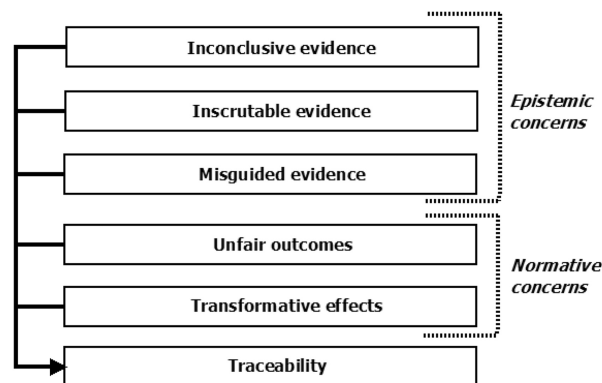 Inconclusive evidence
Inscrutable evidence
Misguided evidence
Epistemic
concerns
Unfair outcomes
Transformative effects
Normative
concerns
Traceability